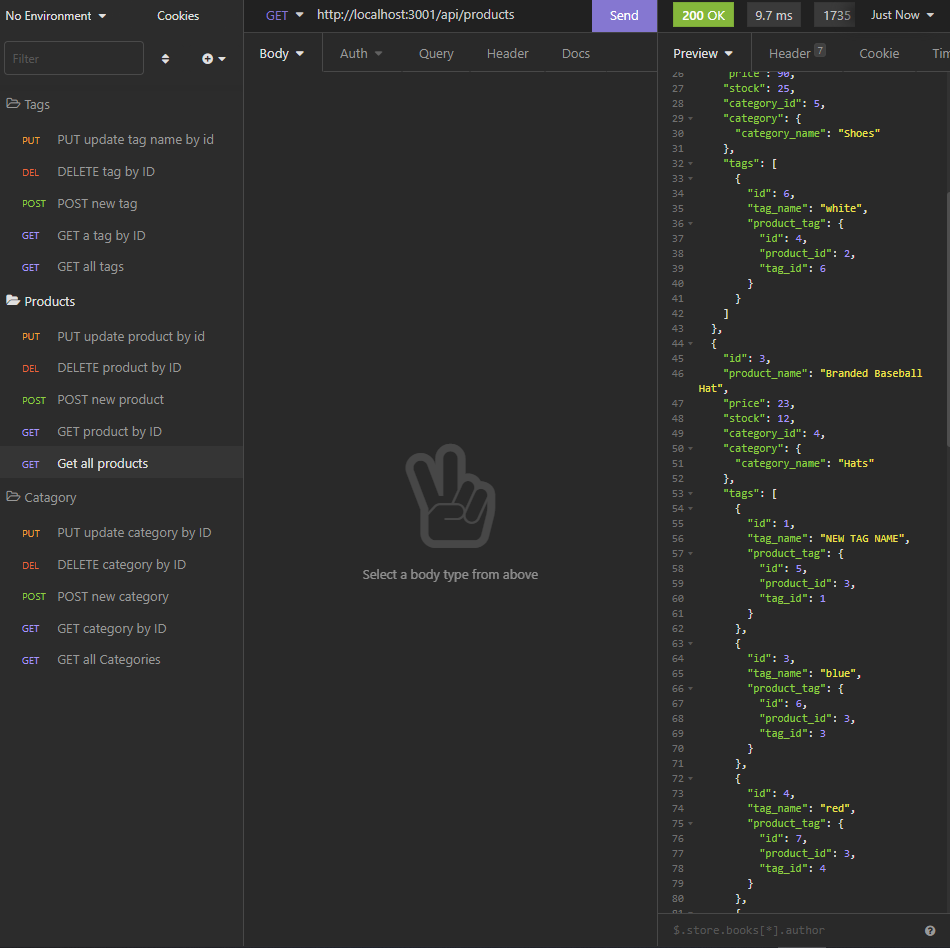 No Environment
Cookies
Filter
Tags
PUT PUT update tag name by id
DEL DELETE tag by ID
POST POST new tag
GET GET a tag by ID
GET GET all tags
Products
PUT PUT update product by id
DEL DELETE product by ID
POST POST new product
GET GET product by ID
GET Get all products
Catagory
PUT PUT update category by ID
DEL DELETE category by ID
POST POST new category
GET GET category by ID
GET GET all Categories
GET http://localhost:3001/api/products Send
Body Auth Query Header Docs
Select a body type from above
200 OK 9.7 ms 1735 Just Now
Preview Header 7 Cookie Tim
26 "price": 90,
27 "stock": 25,
28 "category_id": 5,
29 "category": {
30 "category_name": "Shoes"
31 },
32 "tags": [
33 {
34 "id": 6,
35 "tag_name": "white",
36 "product_tag": {
37 "id": 4,
38 "product_id": 2,
39 "tag_id": 6
40 }
41 }
42 ]
43 },
44 {
45 "id": 3,
46 "product_name": "Branded Baseball
Hat",
47 "price": 23,
48 "stock": 12,
49 "category_id": 4,
50 "category": {
51 "category_name": "Hats"
52 },
53 "tags": [
54 {
55 "id": 1,
56 "tag_name": "NEW TAG NAME",
57 "product_tag": {
58 "id": 5,
59 "product_id": 3,
60 "tag_id": 1
61 }
62 },
63 {
64 "id": 3,
65 "tag_name": "blue",
66 "product_tag": {
67 "id": 6,
68 "product_id": 3,
69 "tag_id": 3
70 }
71 },
72 {
73 "id": 4,
74 "tag_name": "red",
75 "product_tag": {
76 "id": 7,
77 "product_id": 3,
78 "tag_id": 4
79 }
80 },
81 {
$.store.books[*].author